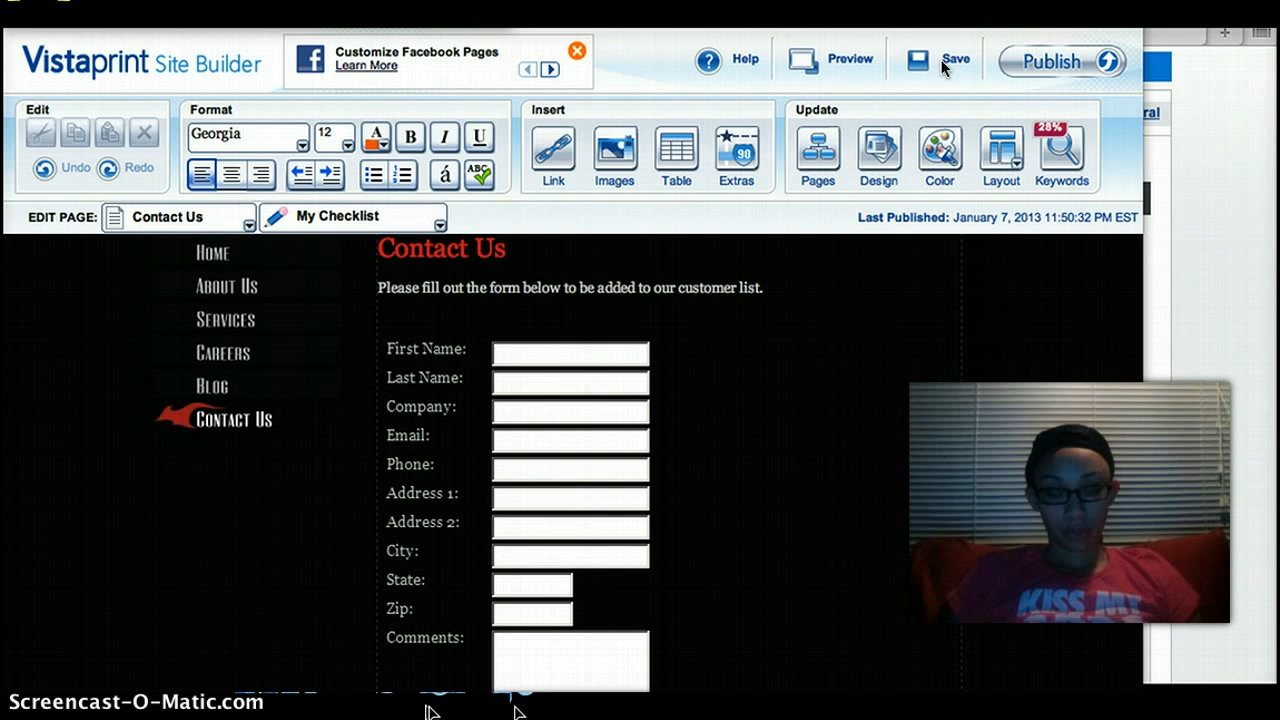 Vistaprint Site Builder
Customize Facebook Pages
Learn More
Help
Preview
Save
Publish
Edit
Undo
Redo
Format
Georgia
12
A
B
I
U
á
ABC
Insert
Link
Images
Table
90
Extras
Update
Pages
Design
Color
Layout
28%
Keywords
EDIT PAGE:
Contact Us
My Checklist
Last Published: January 7, 2013 11:50:32 PM EST
HOME
ABOUT US
SERVICES
CAREERS
BLOG
CONTACT US
Contact Us
Please fill out the form below to be added to our customer list.
First Name:
Last Name:
Company:
Email:
Phone:
Address 1:
Address 2:
City:
State:
Zip:
Comments:
KISS MY
Screencast-O-Matic.com